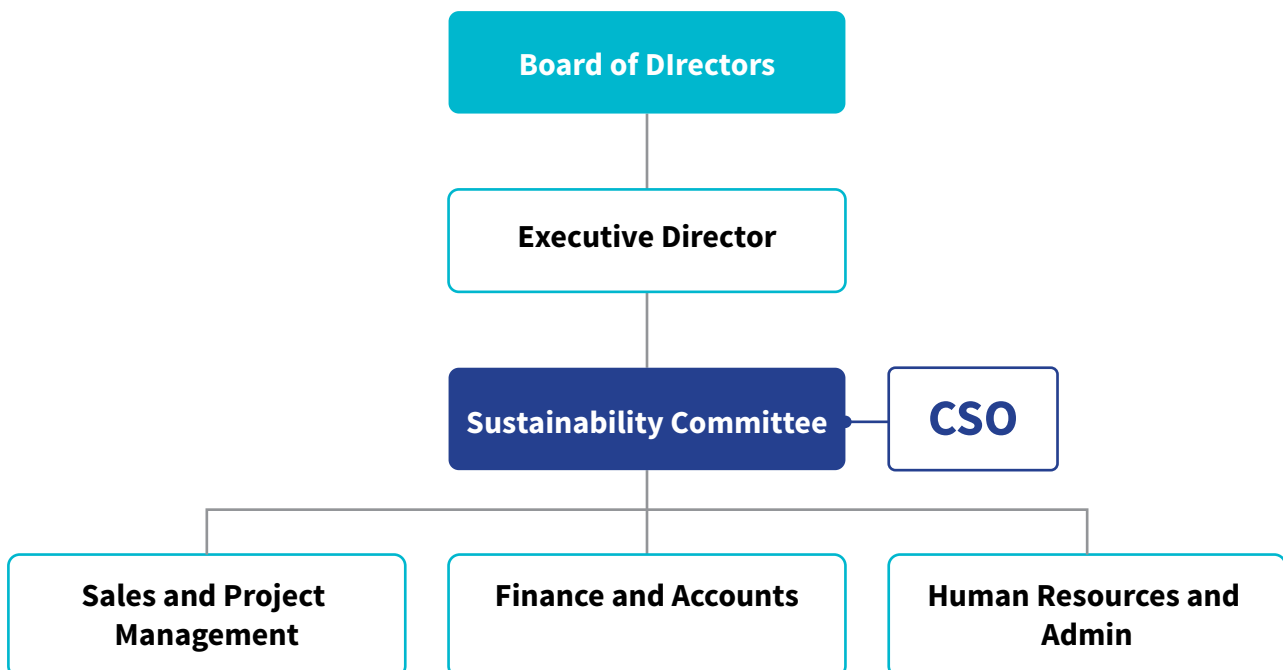 Board of DIrectors
Executive Director
Sustainability Committee
CSO
Sales and Project
Management
Finance and Accounts
Human Resources and
Admin